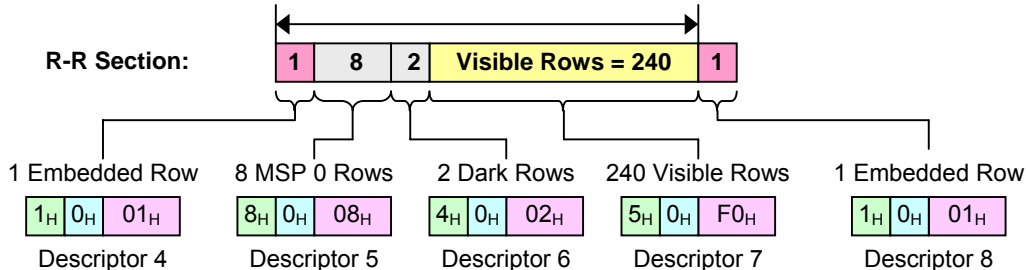 R-R Section: 1 8 2 Visible Rows = 240 1
1 Embedded Row 8 MSP 0 Rows 2 Dark Rows 240 Visible Rows 1 Embedded Row
1H 0H 01H 8H 0H 08H 4H 0H 02H 5H 0H F0H 1H 0H 01H
Descriptor 4 Descriptor 5 Descriptor 6 Descriptor 7 Descriptor 8